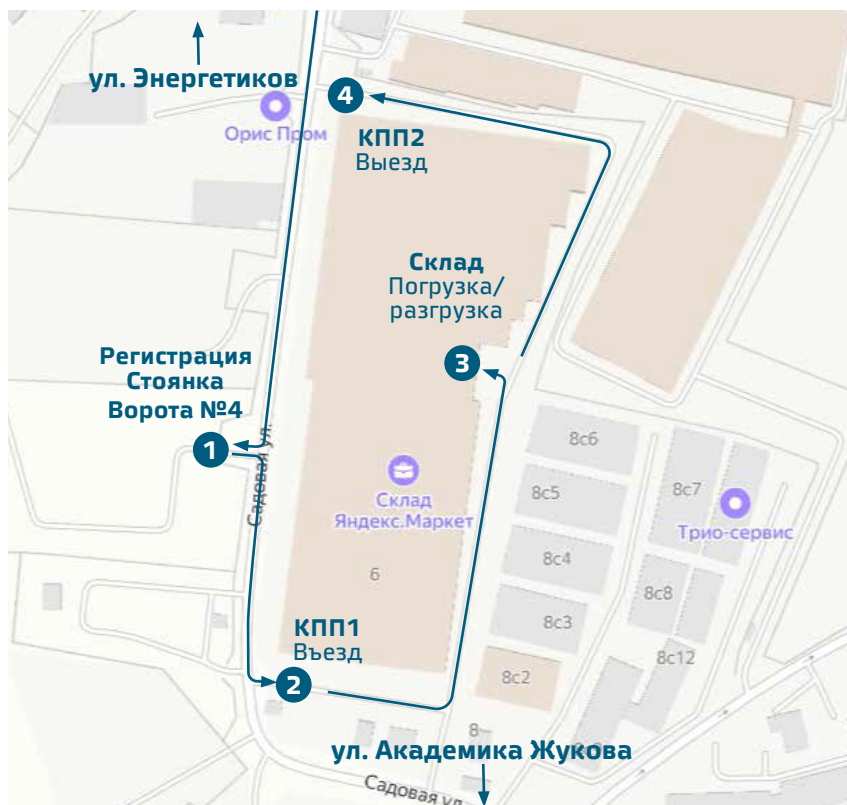 ул. Энергетиков
4
Орис Пром
КПП2
Выезд
Склад
Погрузка/
разгрузка
3
Регистрация
Стоянка
Ворота №4
1
Садовая ул.
Склад
Яндекс.Маркет
6
8с6
8с5
8с7
Трио-сервис
8с4
8с8
8с3
КПП1
Въезд
8с12
8с2
2
8
ул. Академика Жукова
Садовая ул.